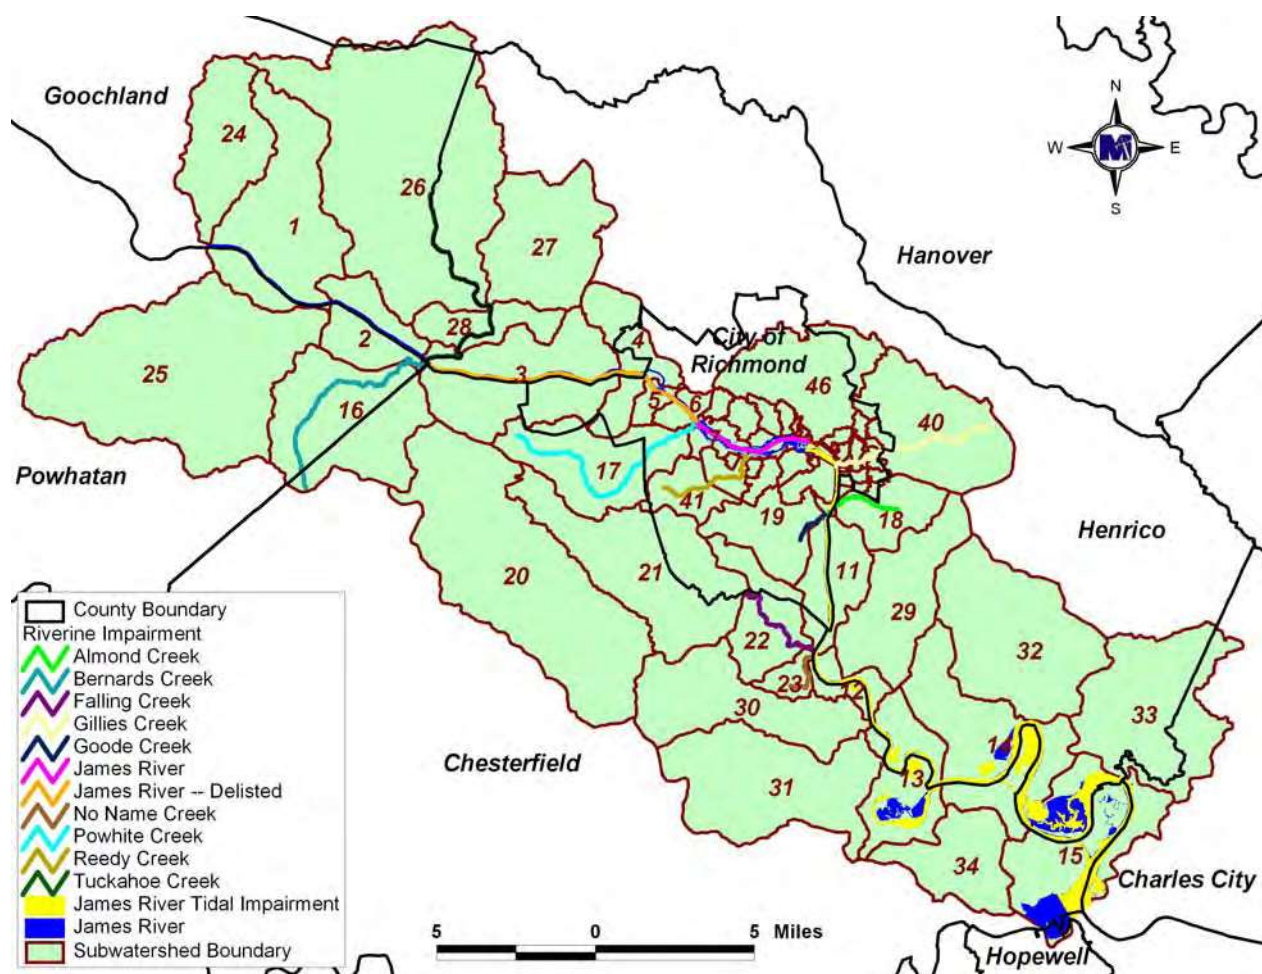 Goochland
N
W
M
E
S
24
26
1
27
Hanover
28
2
4
City of
Richmond
3
25
5
6
46
16
40
7
17
Powhatan
41
19
18
Henrico
20
21
11
29
22
32
23
12
30
33
Chesterfield
31
13
15
34
Charles City
Hopewell
County Boundary
Riverine Impairment
Almond Creek
Bernards Creek
Falling Creek
Gillies Creek
Goode Creek
James River
James River -- Delisted
No Name Creek
Powhite Creek
Reedy Creek
Tuckahoe Creek
James River Tidal Impairment
James River
Subwatershed Boundary
5 0 5 Miles